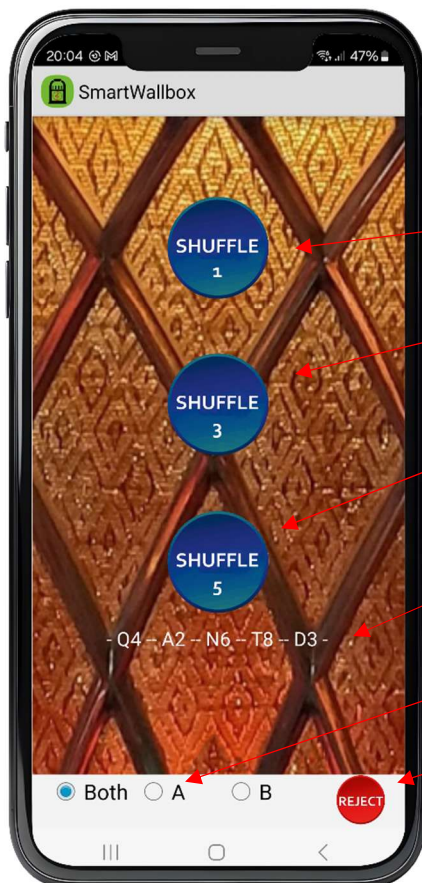 20:04 47%
SmartWallbox
SHUFFLE
1
SHUFFLE
3
SHUFFLE
5
- Q4 -- A2 -- N6 -- T8 -- D3 -
Both A B
REJECT